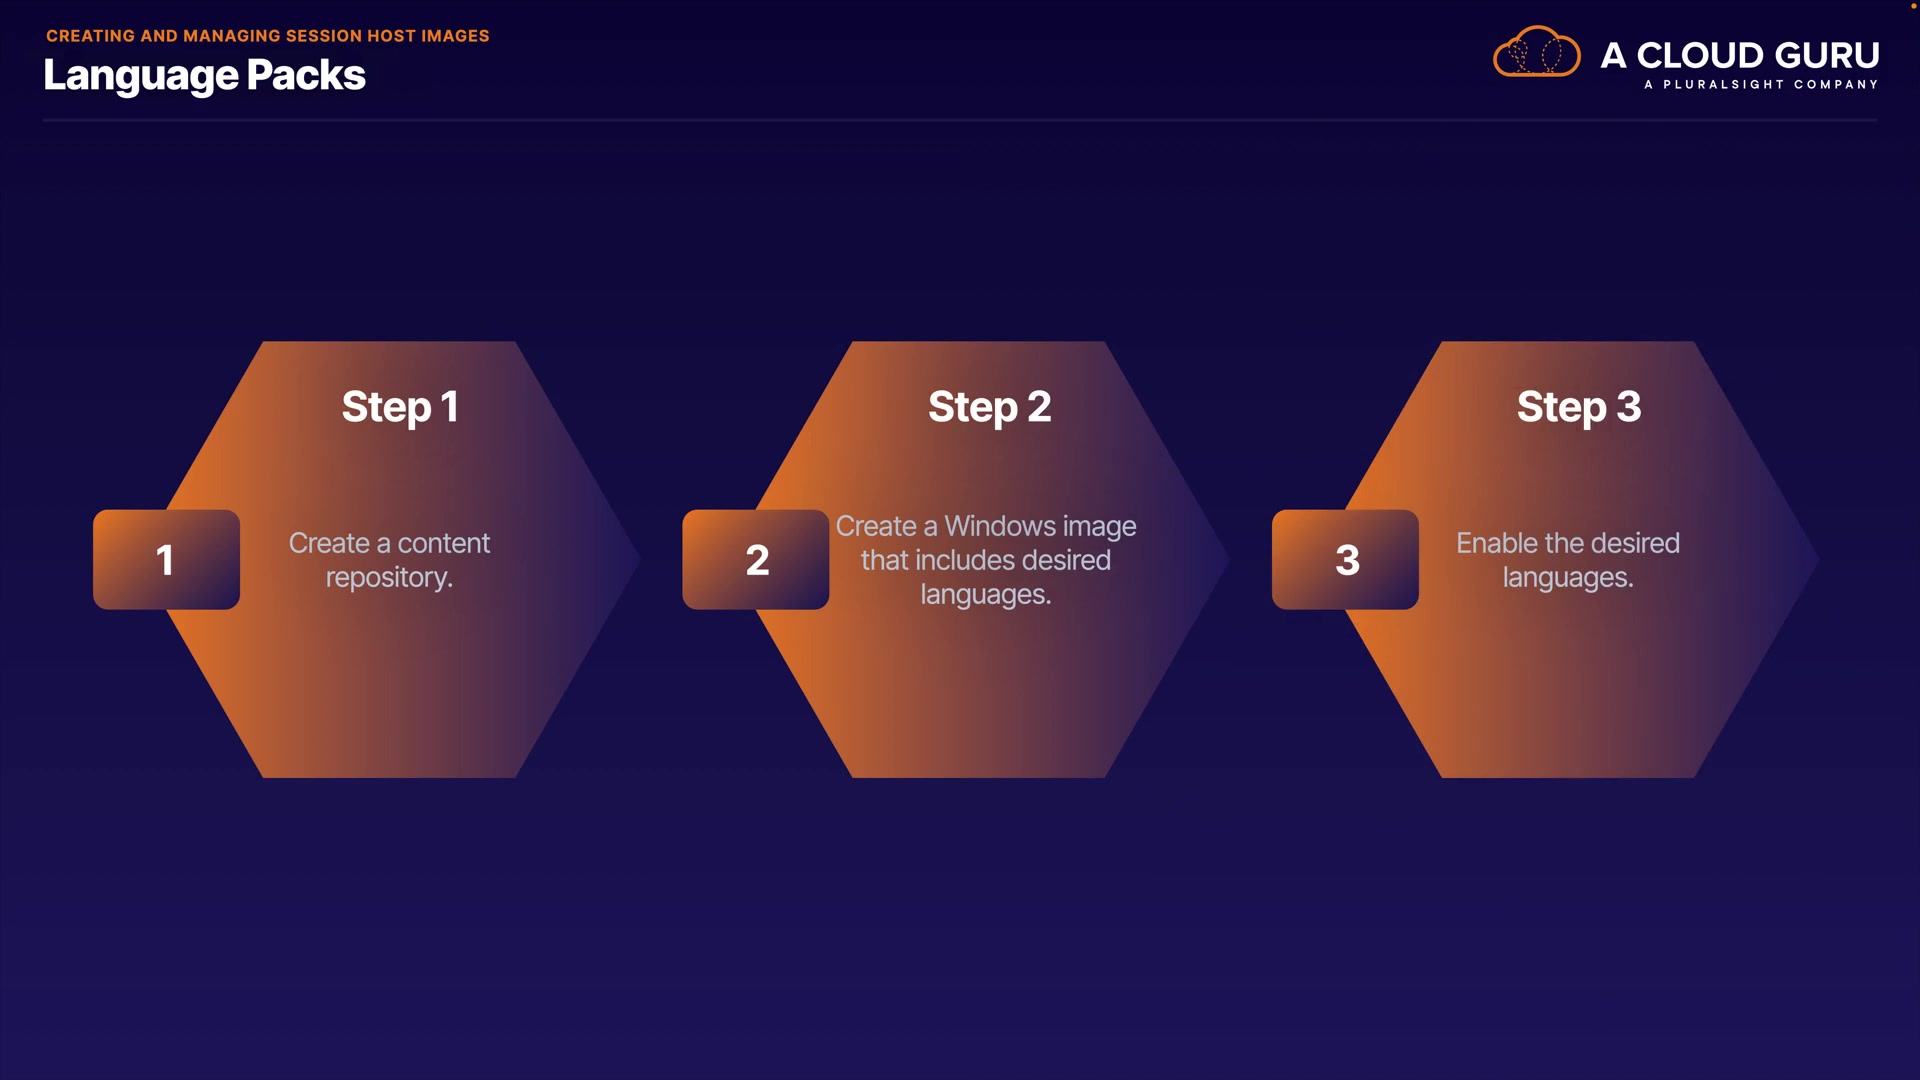 CREATING AND MANAGING SESSION HOST IMAGES
Language Packs
A CLOUD GURU
A PLURALSIGHT COMPANY
Step 1
1
Create a content
repository.
Step 2
2
Create a Windows image
that includes desired
languages.
Step 3
3
Enable the desired
languages.